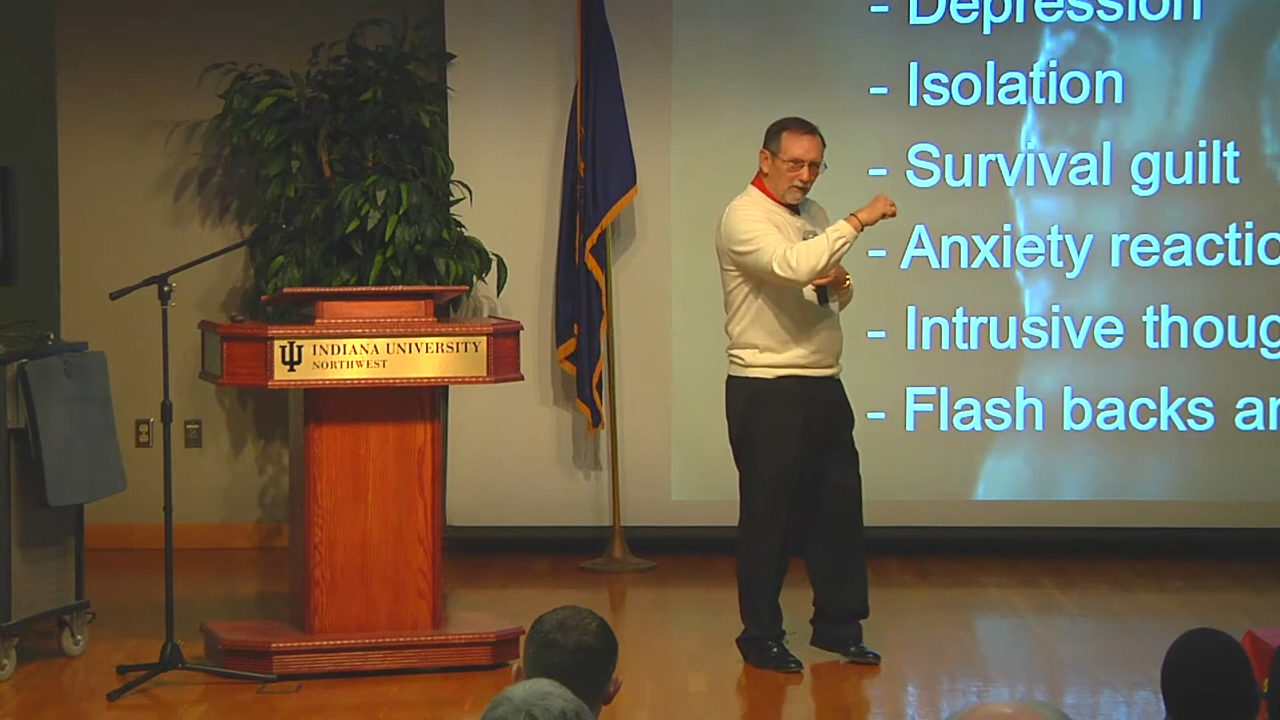 INDIANA UNIVERSITY
NORTHWEST
- Depression
- Isolation
- Survival guilt
- Anxiety reactio
- Intrusive thoug
- Flash backs ar